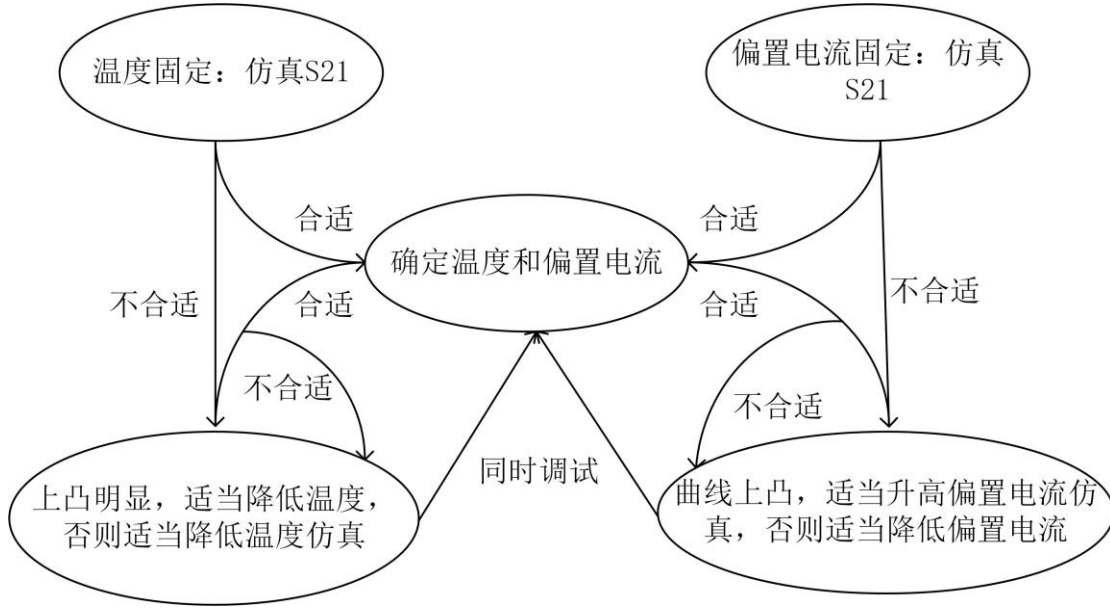 温度固定：仿真S21
偏置电流固定：仿真
S21
合适
合适
确定温度和偏置电流
不合适
合适
合适
不合适
不合适
不合适
同时调试
上凸明显，适当降低温度，
否则适当降低温度仿真
曲线上凸，适当升高偏置电流仿
真，否则适当降低偏置电流